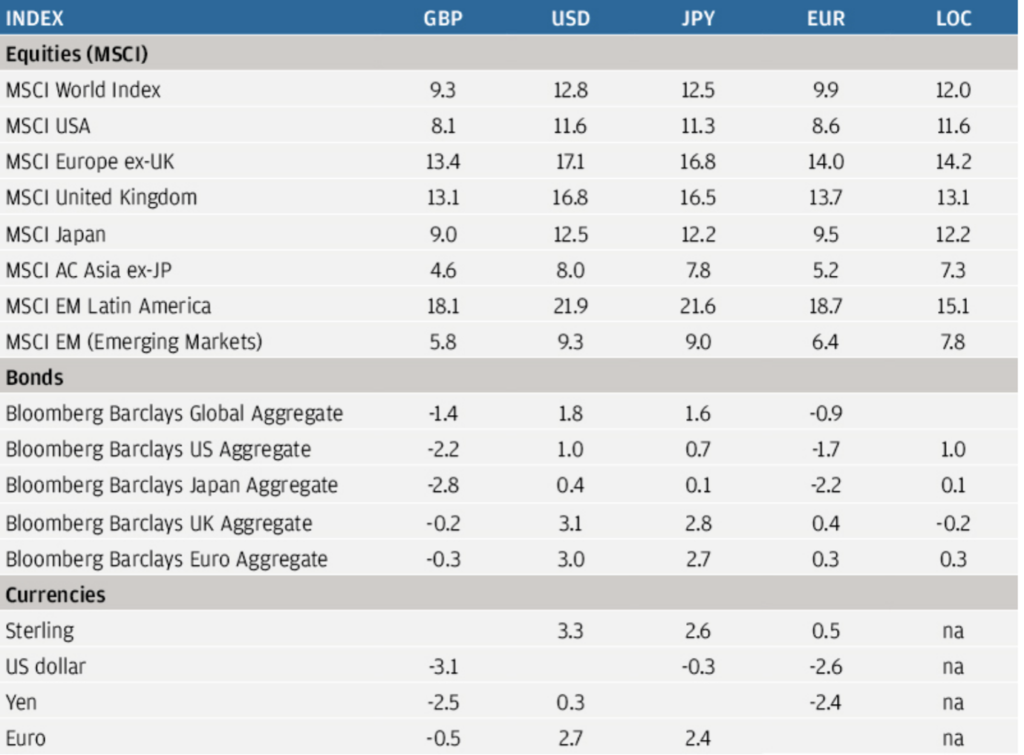 INDEX GBP USD JPY EUR LOC
Equities (MSCI)
MSCI World Index 9.3 12.8 12.5 9.9 12.0
MSCI USA 8.1 11.6 11.3 8.6 11.6
MSCI Europe ex-UK 13.4 17.1 16.8 14.0 14.2
MSCI United Kingdom 13.1 16.8 16.5 13.7 13.1
MSCI Japan 9.0 12.5 12.2 9.5 12.2
MSCI AC Asia ex-JP 4.6 8.0 7.8 5.2 7.3
MSCI EM Latin America 18.1 21.9 21.6 18.7 15.1
MSCI EM (Emerging Markets) 5.8 9.3 9.0 6.4 7.8
Bonds
Bloomberg Barclays Global Aggregate -1.4 1.8 1.6 -0.9
Bloomberg Barclays US Aggregate -2.2 1.0 0.7 -1.7 1.0
Bloomberg Barclays Japan Aggregate -2.8 0.4 0.1 -2.2 0.1
Bloomberg Barclays UK Aggregate -0.2 3.1 2.8 0.4 -0.2
Bloomberg Barclays Euro Aggregate -0.3 3.0 2.7 0.3 0.3
Currencies
Sterling 3.3 2.6 0.5 na
US dollar -3.1 -0.3 -2.6 na
Yen -2.5 0.3 -2.4 na
Euro -0.5 2.7 2.4 na